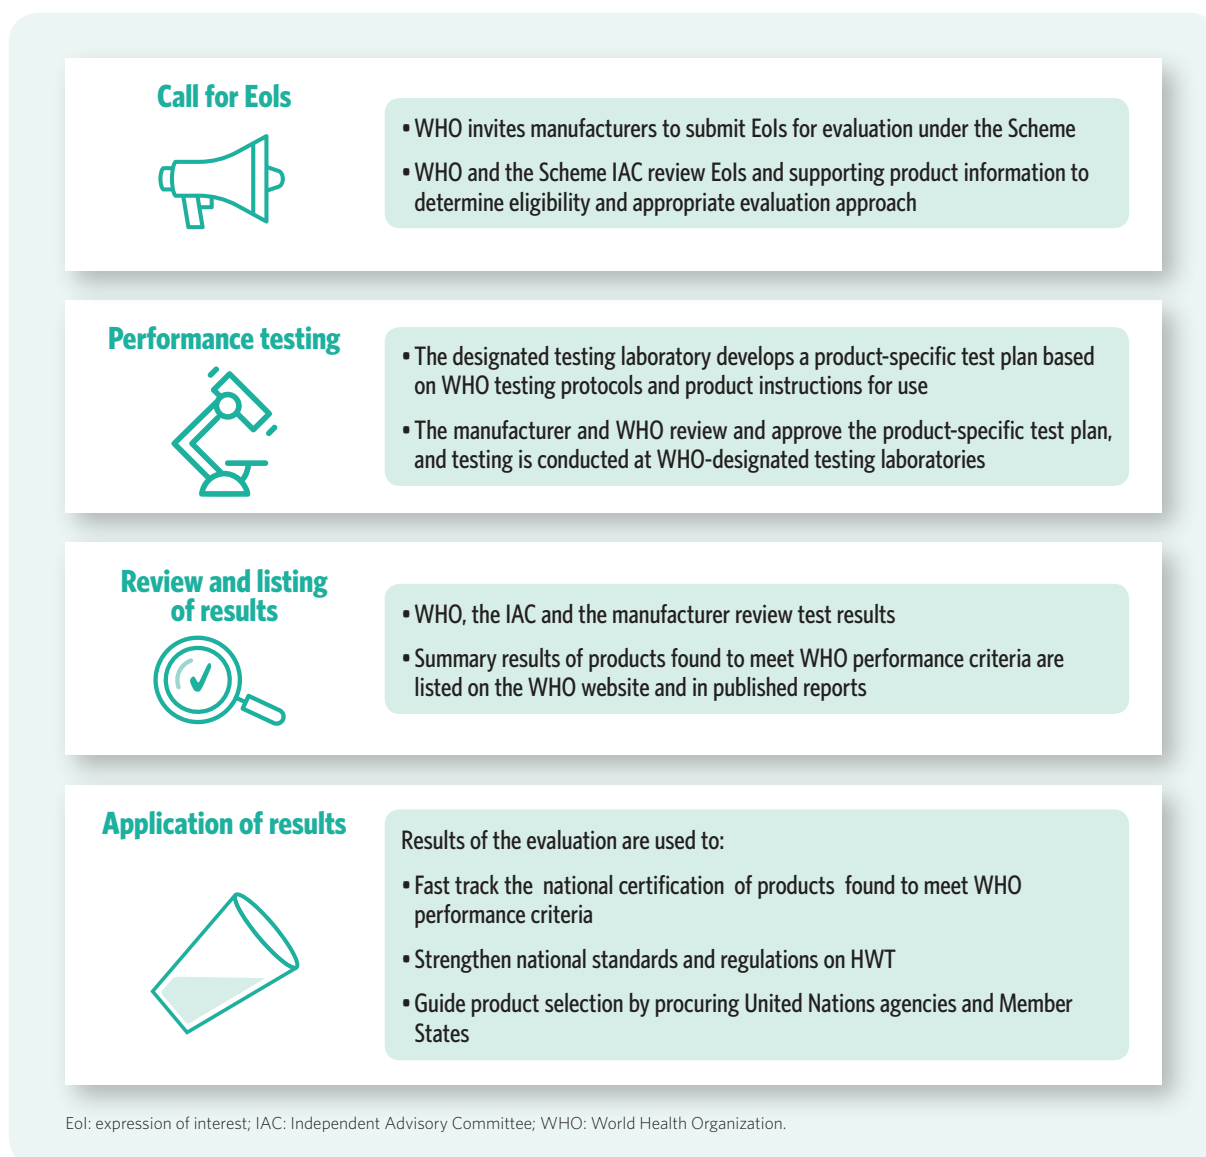 Call for EoIs
• WHO invites manufacturers to submit EoIs for evaluation under the Scheme
• WHO and the Scheme IAC review EoIs and supporting product information to
determine eligibility and appropriate evaluation approach
Performance testing
• The designated testing laboratory develops a product-specific test plan based
on WHO testing protocols and product instructions for use
• The manufacturer and WHO review and approve the product-specific test plan,
and testing is conducted at WHO-designated testing laboratories
Review and listing
of results
• WHO, the IAC and the manufacturer review test results
• Summary results of products found to meet WHO performance criteria are
listed on the WHO website and in published reports
Application of results
Results of the evaluation are used to:
• Fast track the national certification of products found to meet WHO
performance criteria
• Strengthen national standards and regulations on HWT
• Guide product selection by procuring United Nations agencies and Member
States
EoI: expression of interest; IAC: Independent Advisory Committee; WHO: World Health Organization.